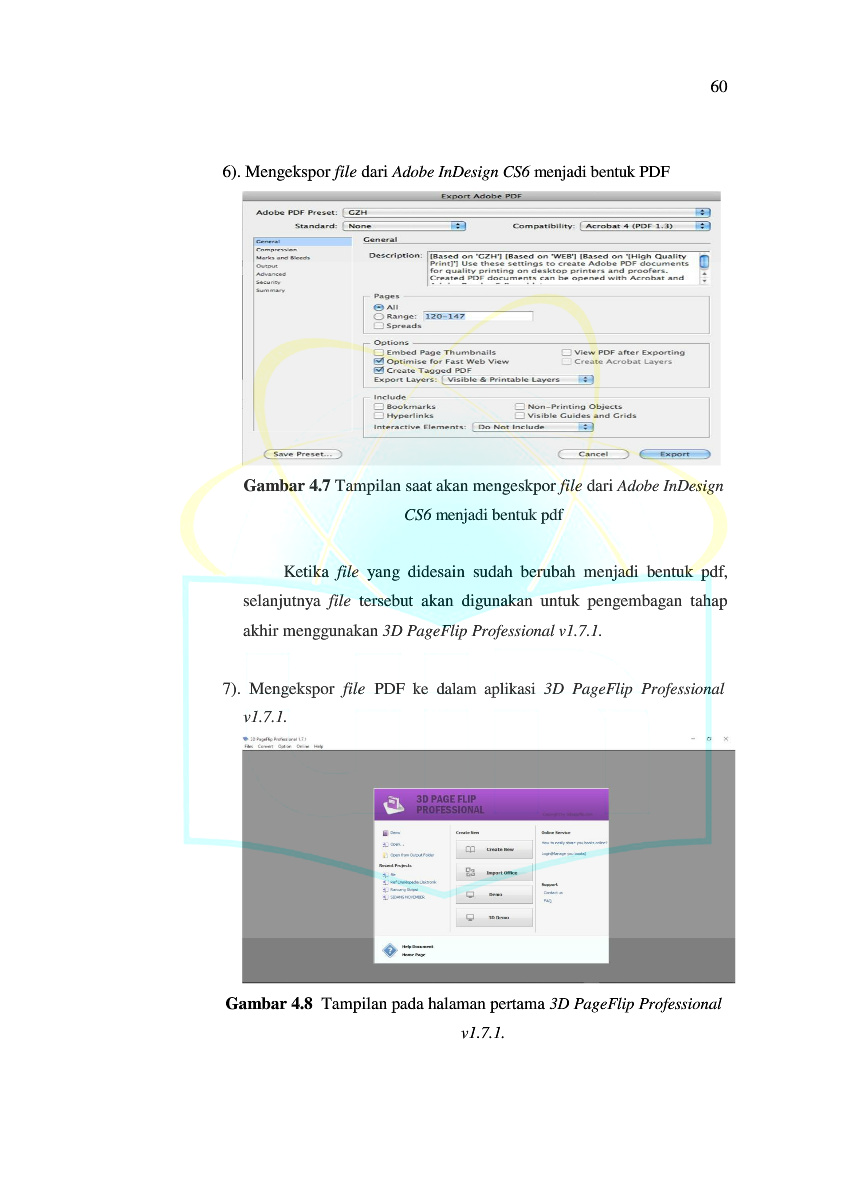 60
6). Mengekspor file dari Adobe InDesign CS6 menjadi bentuk PDF
Export Adobe PDF
Adobe PDF Preset: GZH
Standard: None Compatibility: Acrobat 4 (PDF 1.3)
General
Compression
Marks and Bleeds
Output
Advanced
Security
Summary
General
Description: [Based on 'GZH'] [Based on 'WEB'] [Based on '[High Quality
Print]'] Use these settings to create Adobe PDF documents
for quality printing on desktop printers and proofers.
Created PDF documents can be opened with Acrobat and
Pages
All
Range: 120-147
Spreads
Options
Embed Page Thumbnails View PDF after Exporting
Optimise for Fast Web View Create Acrobat Layers
Create Tagged PDF
Export Layers: Visible & Printable Layers
Include
Bookmarks Non-Printing Objects
Hyperlinks Visible Guides and Grids
Interactive Elements: Do Not Include
Save Preset... Cancel Export
Gambar 4.7 Tampilan saat akan mengeskpor file dari Adobe InDesign
CS6 menjadi bentuk pdf
Ketika file yang didesain sudah berubah menjadi bentuk pdf,
selanjutnya file tersebut akan digunakan untuk pengembagan tahap
akhir menggunakan 3D PageFlip Professional v1.7.1.
7). Mengekspor file PDF ke dalam aplikasi 3D PageFlip Professional
v1.7.1.
3D PageFlip Professional 1.7.1
Files Convert Option Online Help
3D PAGE FLIP
PROFESSIONAL
Demo
Open...
Open from Output Folder
Recent Projects
SIDANG NOVEMBER
Create New
Create New
Import Office
Demo
3D Demo
Online Service
How to easily share you books online?
Login(Manage you books)
Support
Contact us
FAQ
Help Document
Home Page
Gambar 4.8 Tampilan pada halaman pertama 3D PageFlip Professional
v1.7.1.